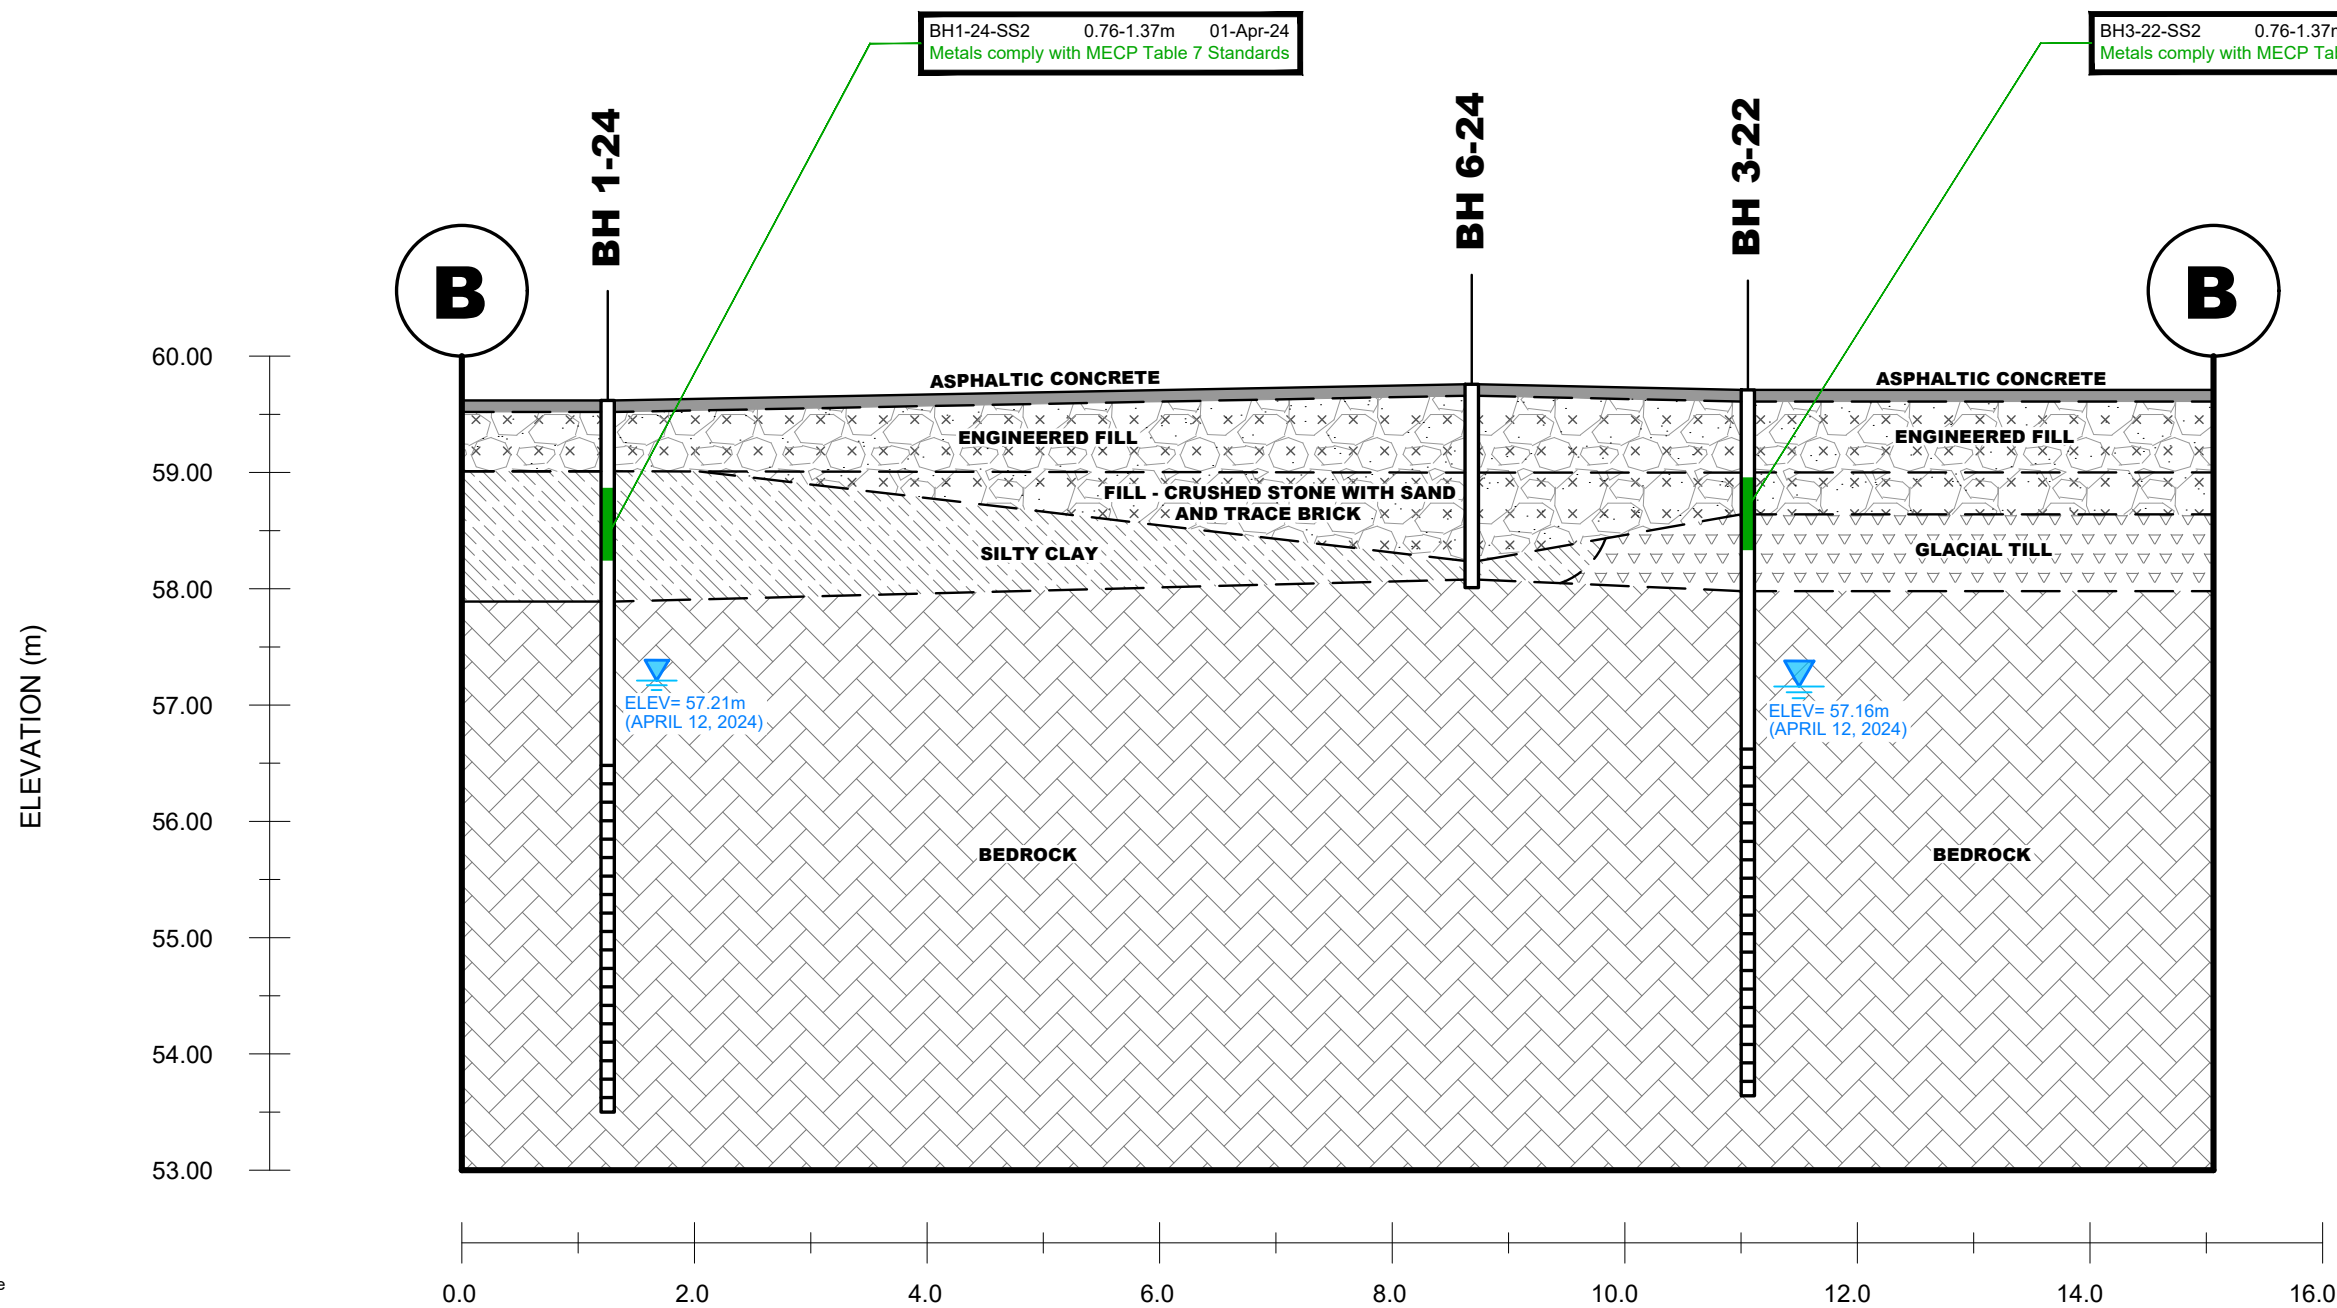 BH1-24-SS2 0.76-1.37m 01-Apr-24
Metals comply with MECP Table 7 Standards
BH3-22-SS2
Metals comply with MECP
BH 1-24
BH 6-24
BH 3-22
B
B
60.00
59.00
58.00
57.00
56.00
55.00
54.00
53.00
ELEVATION (m)
ASPHALTIC CONCRETE
ASPHALTIC CONCRETE
ENGINEERED FILL
ENGINEERED FILL
FILL - CRUSHED STONE WITH SAND
AND TRACE BRICK
SILTY CLAY
GLACIAL TILL
ELEV= 57.21m
(APRIL 12, 2024)
ELEV= 57.16m
(APRIL 12, 2024)
BEDROCK
BEDROCK
0.0 2.0 4.0 6.0 8.0 10.0 12.0 14.0 16.0